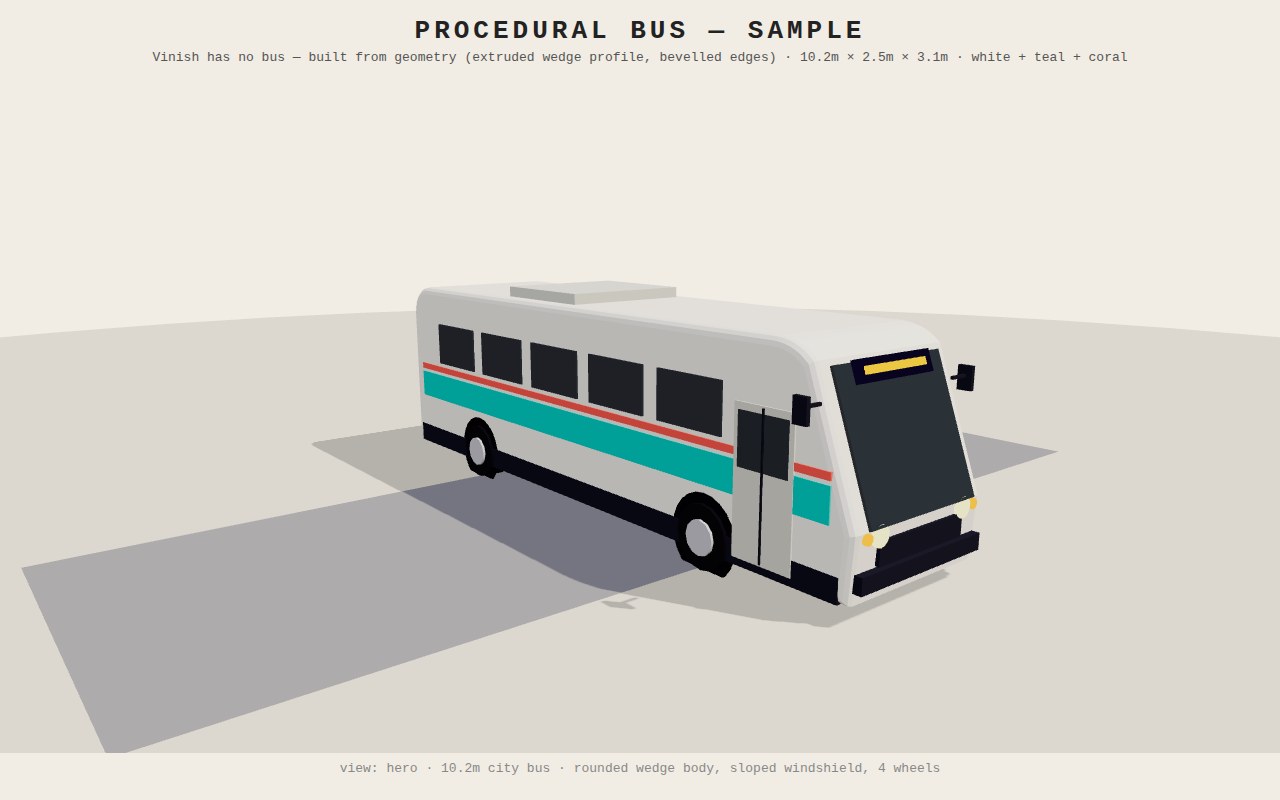 PROCEDURAL BUS — SAMPLE
Vinish has no bus — built from geometry (extruded wedge profile, bevelled edges) · 10.2m × 2.5m × 3.1m · white + teal + coral
view: hero · 10.2m city bus · rounded wedge body, sloped windshield, 4 wheels